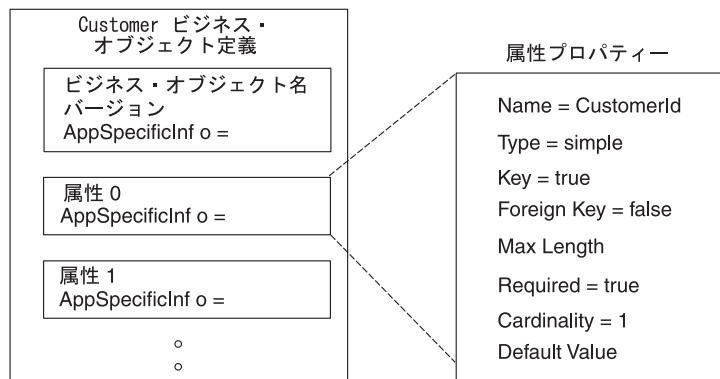 Customer ビジネス・
オブジェクト定義
ビジネス・オブジェクト名
バージョン
AppSpecificInf o =
属性 0
AppSpecificInf o =
属性 1
AppSpecificInf o =
属性プロパティー
Name = CustomerId
Type = simple
Key = true
Foreign Key = false
Max Length
Required = true
Cardinality = 1
Default Value